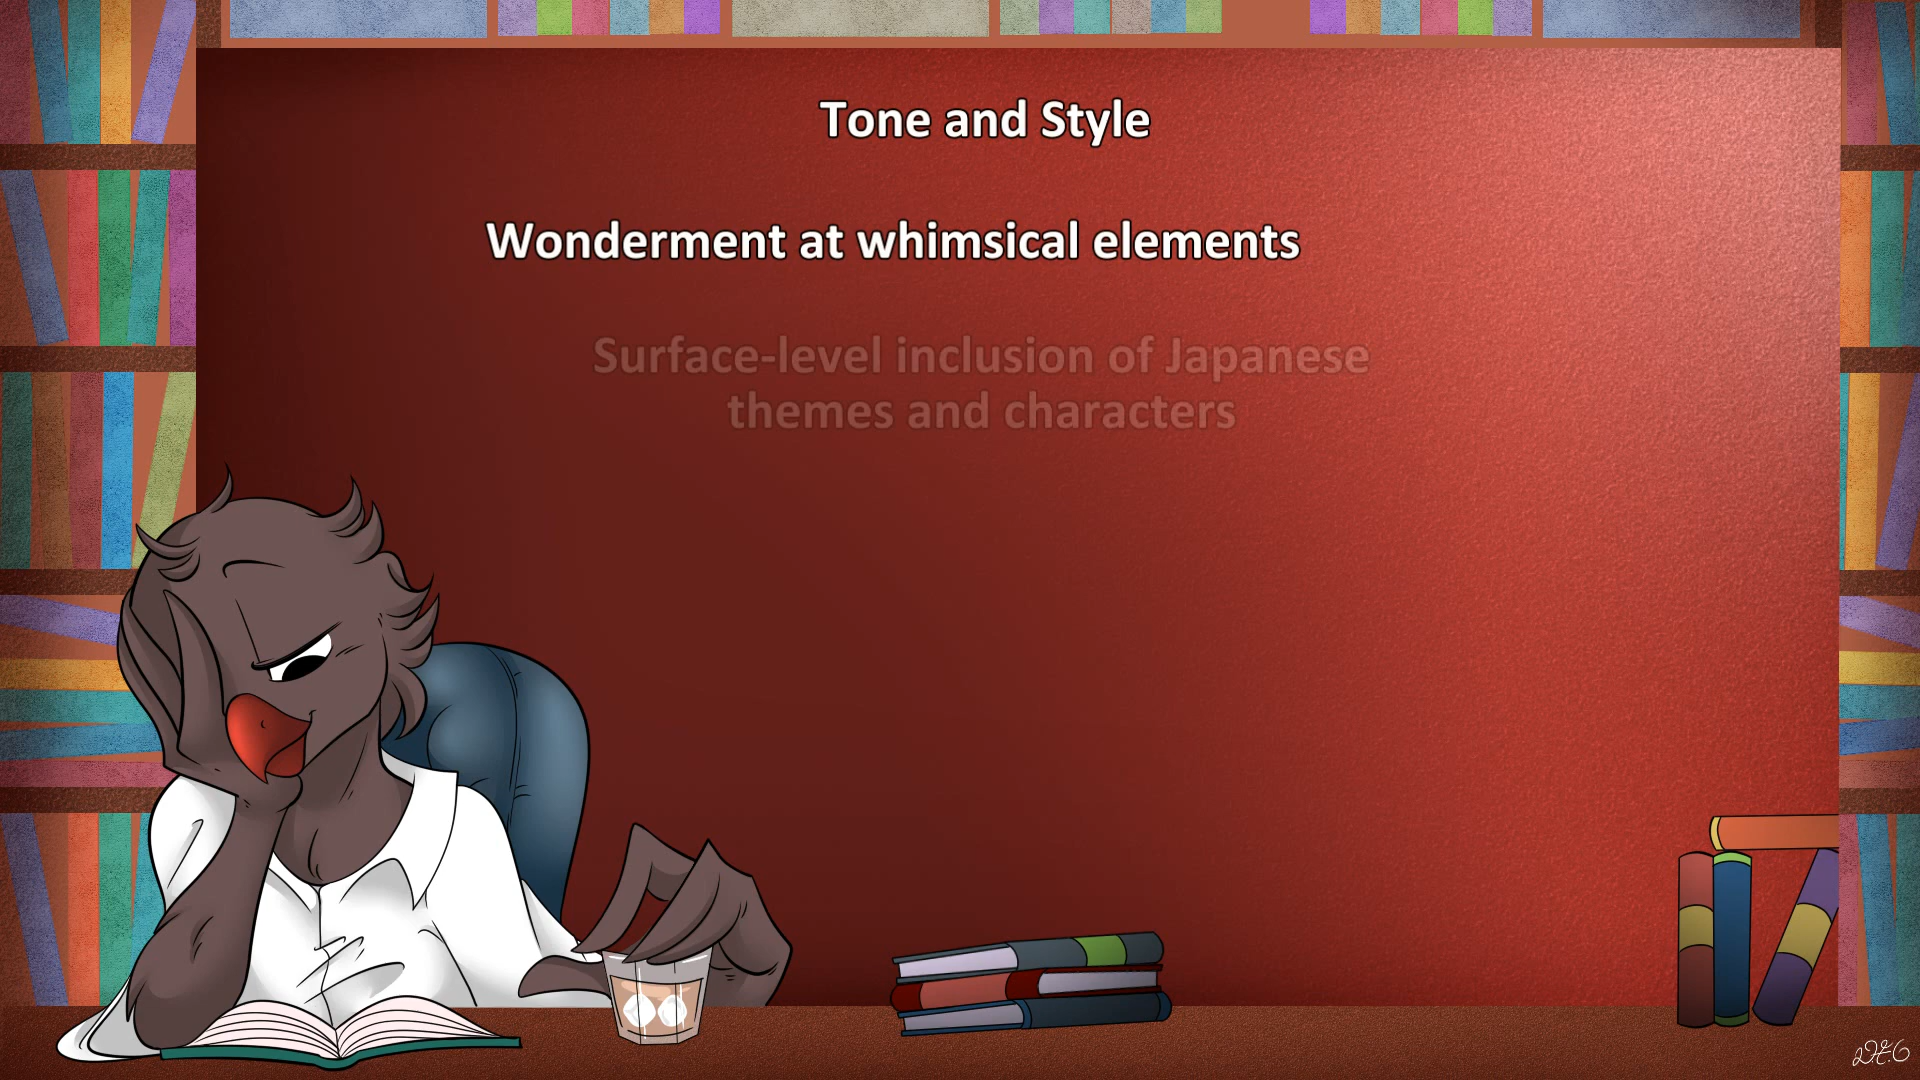 Tone and Style
Wonderment at whimsical elements
Surface-level inclusion of Japanese
themes and characters